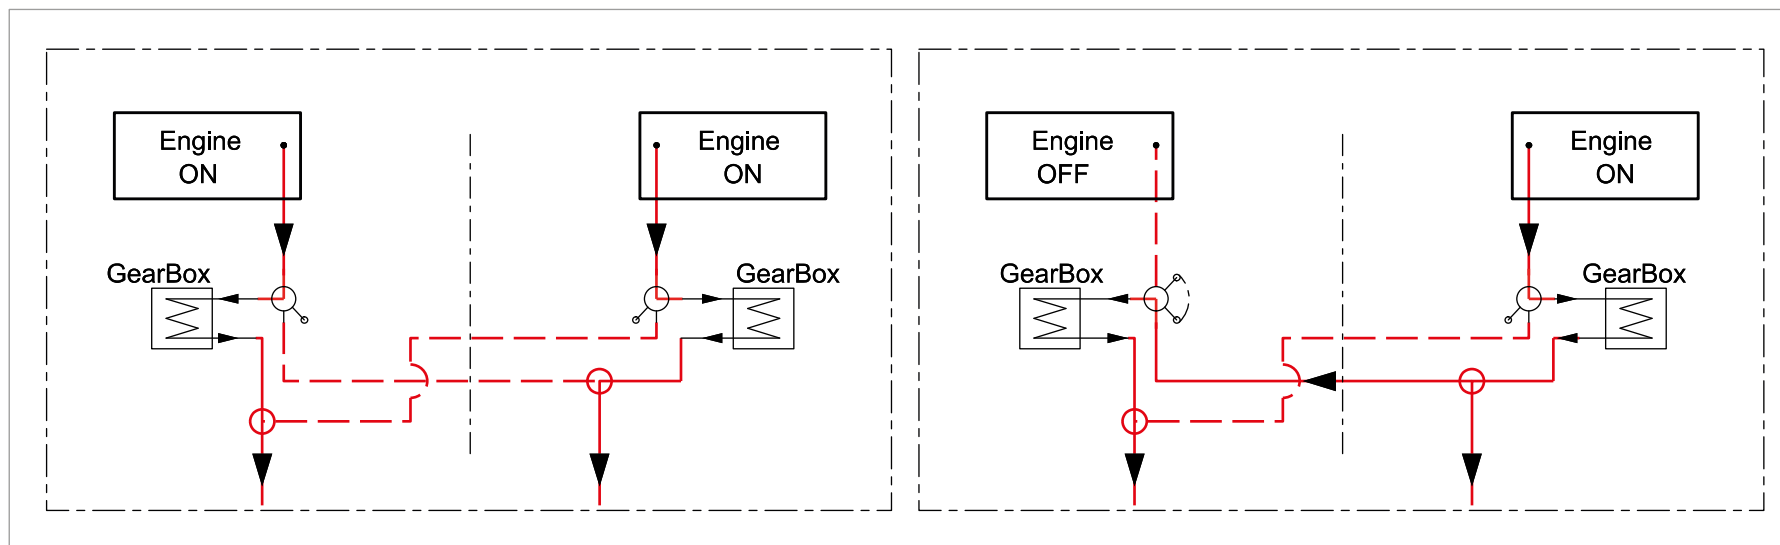 Engine
ON
Engine
ON
GearBox
GearBox
Engine
OFF
Engine
ON
GearBox
GearBox